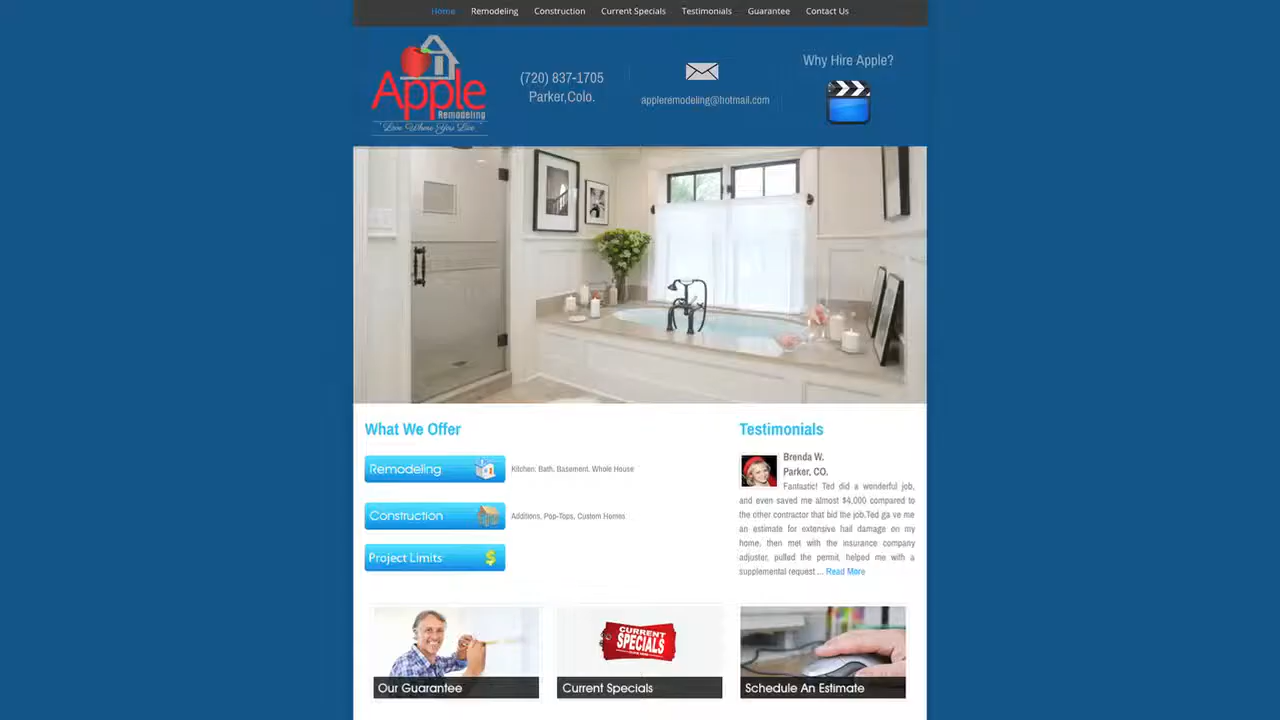 Home Remodeling Construction Current Specials Testimonials Guarantee Contact Us
Apple
Remodeling
"Love Where You Live"
(720) 837-1705
Parker,Colo.
appleremodeling@hotmail.com
Why Hire Apple?
What We Offer
Remodeling
Kitchen, Bath, Basement, Whole House
Construction
Additions, Pop-Tops, Custom Homes
Project Limits
$
Testimonials
Brenda W.
Parker, CO.
Fantastic! Ted did a wonderful job,
and even saved me almost $4,000 compared to
the other contractor that bid the job.Ted ga ve me
an estimate for extensive hail damage on my
home, then met with the insurance company
adjuster, pulled the permit, helped me with a
supplemental request ... Read More
Our Guarantee
CURRENT
SPECIALS
Current Specials
Schedule An Estimate